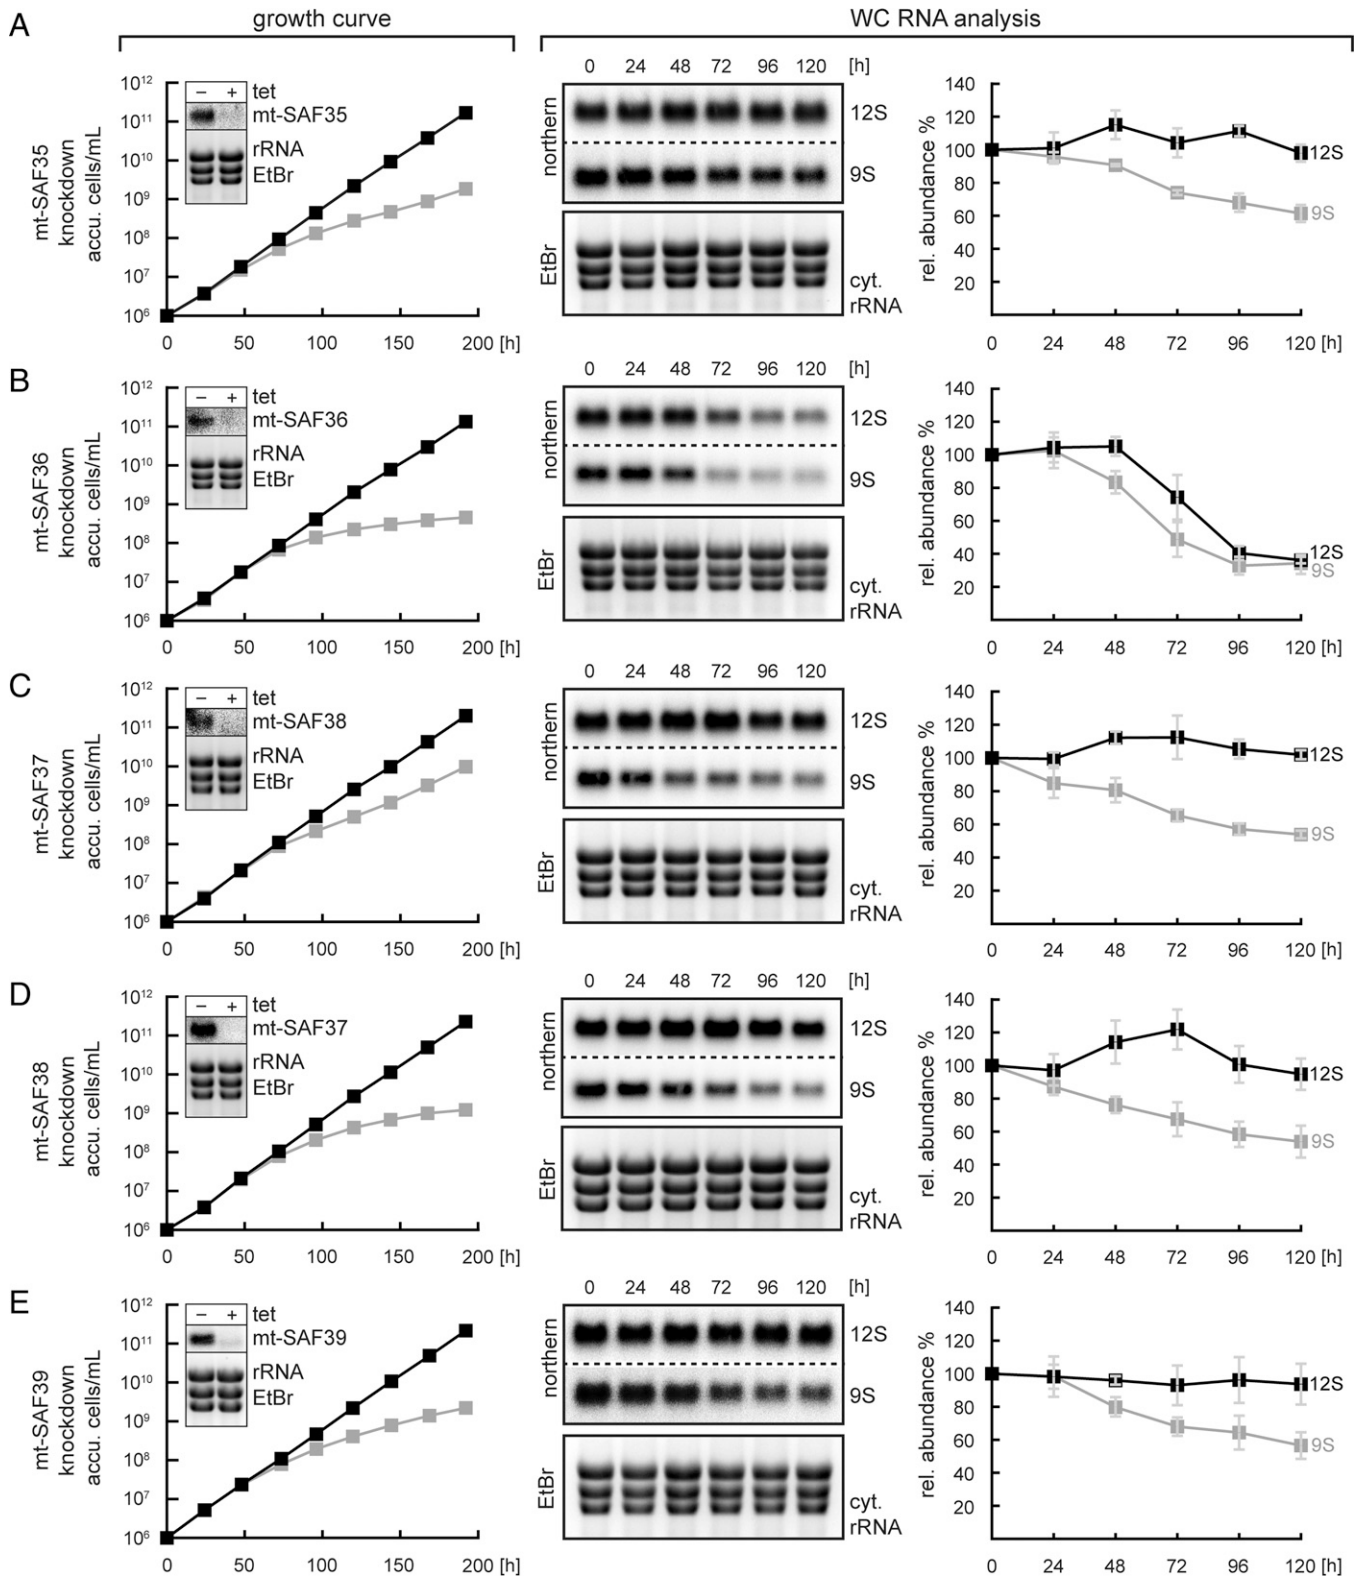 growth curve
WC RNA analysis
A
mt-SAF35
knockdown
accu. cells/mL
10¹²
10¹¹
10¹⁰
10⁹
10⁸
10⁷
10⁶
0 50 100 150 200 [h]
– + tet
mt-SAF35
rRNA
EtBr
0 24 48 72 96 120 [h]
northern
12S
9S
EtBr
cyt.
rRNA
rel. abundance %
140
120
100
80
60
40
20
0 24 48 72 96 120 [h]
12S
9S
B
mt-SAF36
knockdown
accu. cells/mL
10¹²
10¹¹
10¹⁰
10⁹
10⁸
10⁷
10⁶
0 50 100 150 200 [h]
– + tet
mt-SAF36
rRNA
EtBr
0 24 48 72 96 120 [h]
northern
12S
9S
EtBr
cyt.
rRNA
rel. abundance %
140
120
100
80
60
40
20
0 24 48 72 96 120 [h]
12S
9S
C
mt-SAF37
knockdown
accu. cells/mL
10¹²
10¹¹
10¹⁰
10⁹
10⁸
10⁷
10⁶
0 50 100 150 200 [h]
– + tet
mt-SAF38
rRNA
EtBr
0 24 48 72 96 120 [h]
northern
12S
9S
EtBr
cyt.
rRNA
rel. abundance %
140
120
100
80
60
40
20
0 24 48 72 96 120 [h]
12S
9S
D
mt-SAF38
knockdown
accu. cells/mL
10¹²
10¹¹
10¹⁰
10⁹
10⁸
10⁷
10⁶
0 50 100 150 200 [h]
– + tet
mt-SAF37
rRNA
EtBr
0 24 48 72 96 120 [h]
northern
12S
9S
EtBr
cyt.
rRNA
rel. abundance %
140
120
100
80
60
40
20
0 24 48 72 96 120 [h]
12S
9S
E
mt-SAF39
knockdown
accu. cells/mL
10¹²
10¹¹
10¹⁰
10⁹
10⁸
10⁷
10⁶
0 50 100 150 200 [h]
– + tet
mt-SAF39
rRNA
EtBr
0 24 48 72 96 120 [h]
northern
12S
9S
EtBr
cyt.
rRNA
rel. abundance %
140
120
100
80
60
40
20
0 24 48 72 96 120 [h]
12S
9S